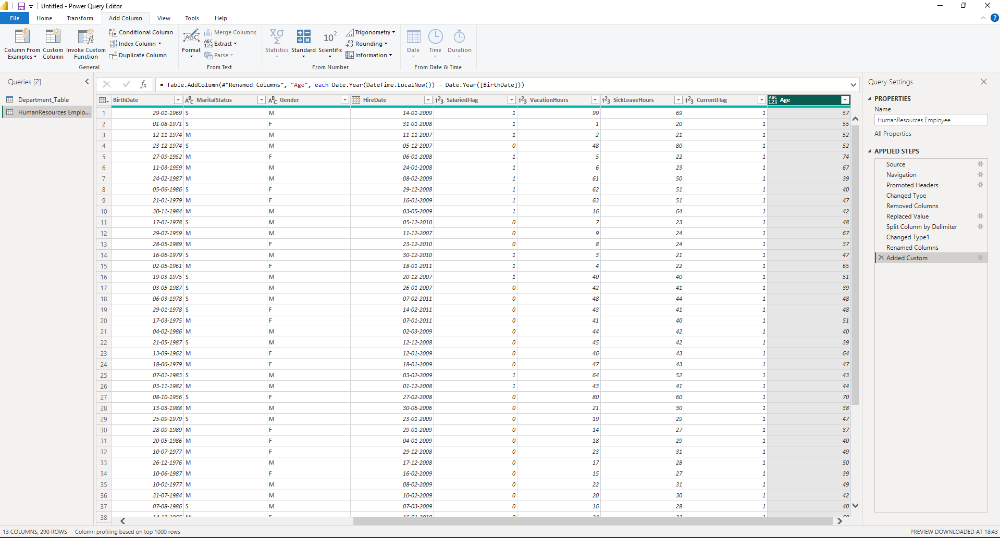 Untitled - Power Query Editor
File Home Transform Add Column View Tools Help
Column From Examples
Custom Column
Invoke Custom Function
Conditional Column
Index Column
Duplicate Column
General
Format
Merge Columns
ABC 123 Extract
abc Parse
From Text
Statistics
Standard
10² Scientific
Trigonometry
.00 Rounding
Information
From Number
Date
Time
Duration
From Date & Time
Queries [2]
Department_Table
HumanResources Emplo...
fx = Table.AddColumn(#"Renamed Columns", "Age", each Date.Year(DateTime.LocalNow()) - Date.Year([BirthDate]))
BirthDate MaritalStatus Gender HireDate SalariedFlag VacationHours SickLeaveHours CurrentFlag Age
1 29-01-1969 S M 14-01-2009 1 99 69 1 57
2 01-08-1971 S F 31-01-2008 1 1 20 1 55
3 12-11-1974 M M 11-11-2007 1 2 21 1 52
4 23-12-1974 S M 05-12-2007 0 48 80 1 52
5 27-09-1952 M F 06-01-2008 1 5 22 1 74
6 11-03-1959 M M 24-01-2008 1 6 23 1 67
7 24-02-1987 M M 08-02-2009 1 61 50 1 39
8 05-06-1986 S F 29-12-2008 1 62 51 1 40
9 21-01-1979 M F 16-01-2009 1 63 51 1 47
10 30-11-1984 M M 03-05-2009 1 16 64 1 42
11 17-01-1978 S M 05-12-2010 0 7 23 1 48
12 29-07-1959 M M 11-12-2007 0 9 24 1 67
13 28-05-1989 M F 23-12-2010 0 8 24 1 37
14 16-06-1979 S M 30-12-2010 1 3 21 1 47
15 02-05-1961 M F 18-01-2011 1 4 22 1 65
16 19-03-1975 S M 20-12-2007 1 40 40 1 51
17 03-05-1987 S M 26-01-2007 0 42 41 1 39
18 06-03-1978 S M 07-02-2011 0 48 44 1 48
19 29-01-1978 S F 14-02-2011 0 43 41 1 48
20 17-03-1975 M F 07-01-2011 0 41 40 1 51
21 04-02-1986 M M 02-03-2009 0 44 42 1 40
22 21-05-1987 S M 12-12-2008 0 45 42 1 39
23 13-09-1962 M F 12-01-2009 0 46 43 1 64
24 18-06-1979 M F 18-01-2009 0 47 43 1 47
25 07-01-1983 S M 03-02-2009 1 64 52 1 43
26 03-11-1982 M M 01-12-2008 1 43 41 1 44
27 08-10-1956 S F 27-02-2008 0 80 60 1 70
28 13-03-1988 M M 30-06-2006 0 21 30 1 38
29 25-09-1979 S M 23-01-2009 0 19 29 1 47
30 28-09-1989 M F 29-01-2009 0 14 27 1 37
31 20-05-1986 M F 04-01-2009 0 18 29 1 40
32 10-07-1977 M F 29-12-2008 0 23 31 1 49
33 26-12-1976 M M 17-12-2008 0 17 28 1 50
34 10-06-1987 M F 16-02-2009 0 15 27 1 39
35 10-01-1977 M M 08-02-2009 0 22 31 1 49
36 31-07-1984 M M 10-02-2009 0 20 30 1 42
37 07-08-1986 S M 07-03-2009 0 16 28 1 40
38
Query Settings
PROPERTIES
Name
HumanResources Employee
All Properties
APPLIED STEPS
Source
Navigation
Promoted Headers
Changed Type
Removed Columns
Replaced Value
Split Column by Delimiter
Changed Type1
Renamed Columns
Added Custom
13 COLUMNS, 290 ROWS Column profiling based on top 1000 rows
PREVIEW DOWNLOADED AT 18:43